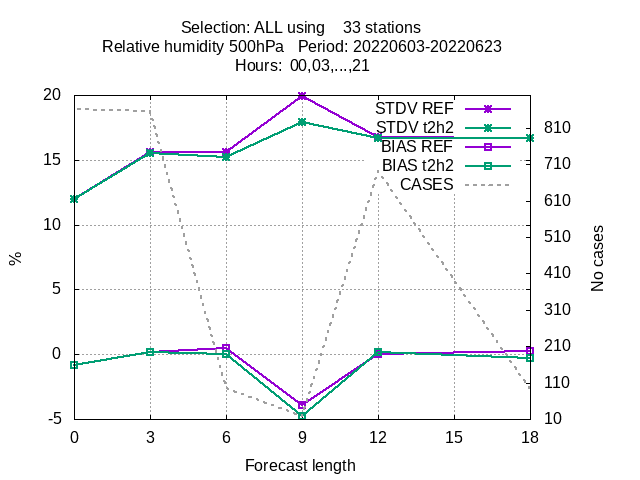 Selection: ALL using    33 stations
Relative humidity 500hPa   Period: 20220603-20220623
Hours: 00,03,...,21
20
15
10
5
0
-5
%
STDV REF
STDV t2h2
BIAS REF
BIAS t2h2
CASES
810
710
610
510
410
310
210
110
10
No cases
0 3 6 9 12 15 18
Forecast length